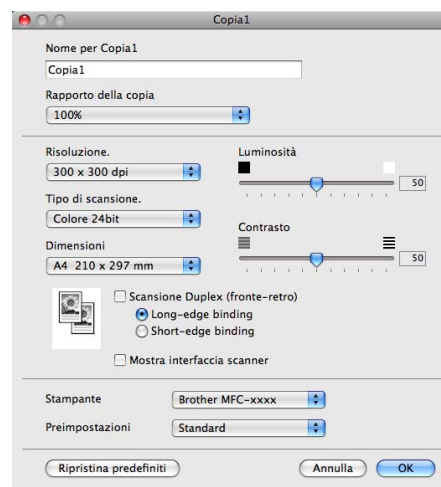 Copia1
Nome per Copia1
Copia1
Rapporto della copia
100%
Risoluzione.
300 x 300 dpi
Tipo di scansione.
Colore 24bit
Dimensioni
A4 210 x 297 mm
Luminosità
50
Contrasto
50
Scansione Duplex (fronte-retro)
Long-edge binding
Short-edge binding
Mostra interfaccia scanner
Stampante
Brother MFC-xxxx
Preimpostazioni
Standard
Ripristina predefiniti
Annulla
OK